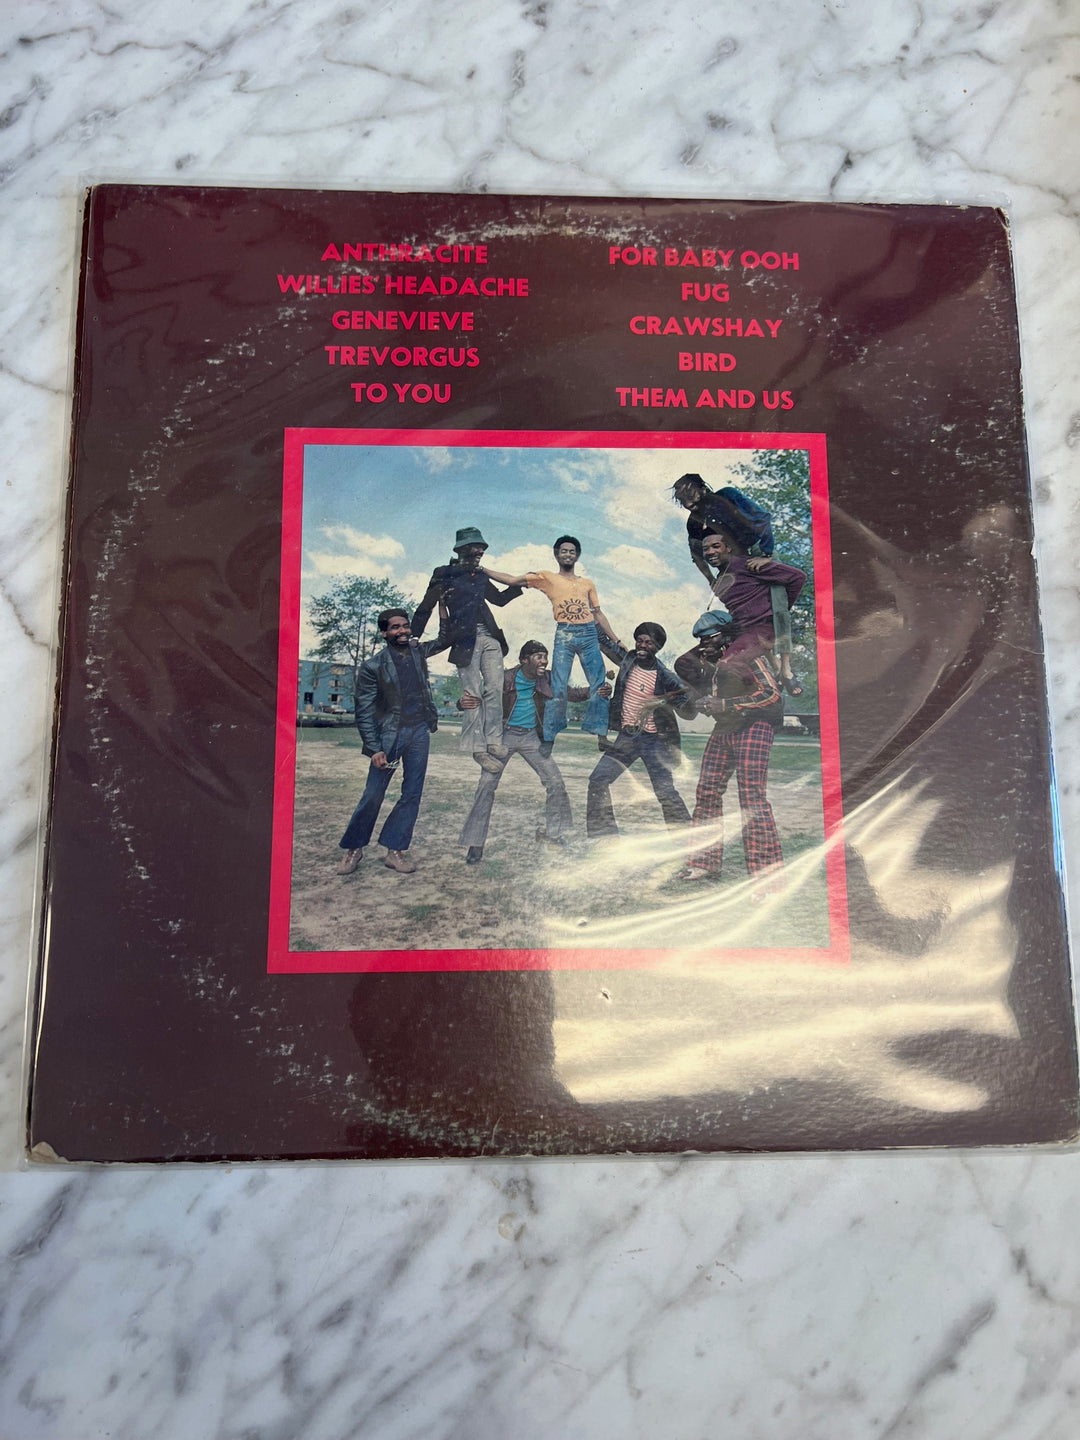 ANTHRACITE
WILLIES' HEADACHE
GENEVIEVE
TREVORGUS
TO YOU
FOR BABY OOH
FUG
CRAWSHAY
BIRD
THEM AND US